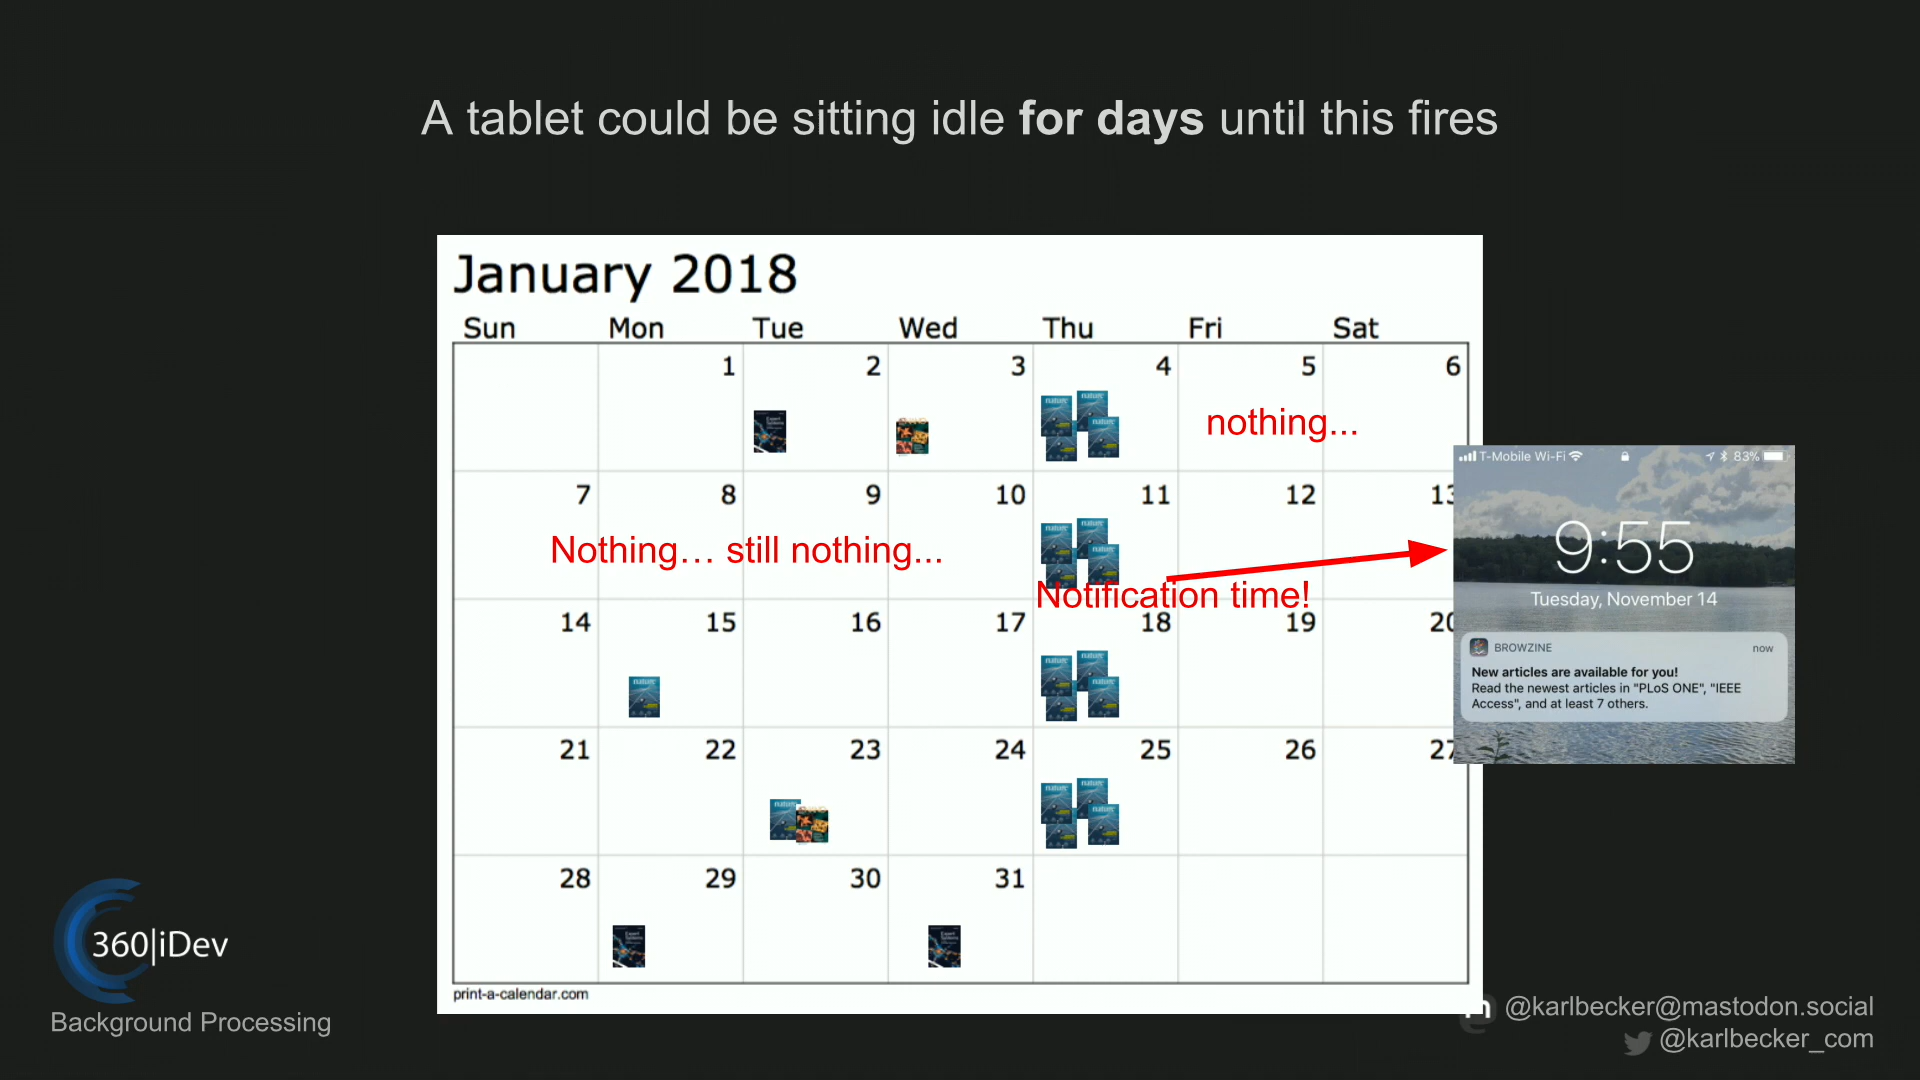 A tablet could be sitting idle for days until this fires
January 2018
Sun Mon Tue Wed Thu Fri Sat
1 2 3 4 5 6
nothing...
7 8 9 10 11 12 13
Nothing… still nothing...
Notification time!
14 15 16 17 18 19 20
21 22 23 24 25 26 27
28 29 30 31
print-a-calendar.com
T-Mobile Wi-Fi 83%
9:55
Tuesday, November 14
BROWZINE now
New articles are available for you!
Read the newest articles in "PLoS ONE", "IEEE
Access", and at least 7 others.
360|iDev
Background Processing
@karlbecker@mastodon.social
@karlbecker_com